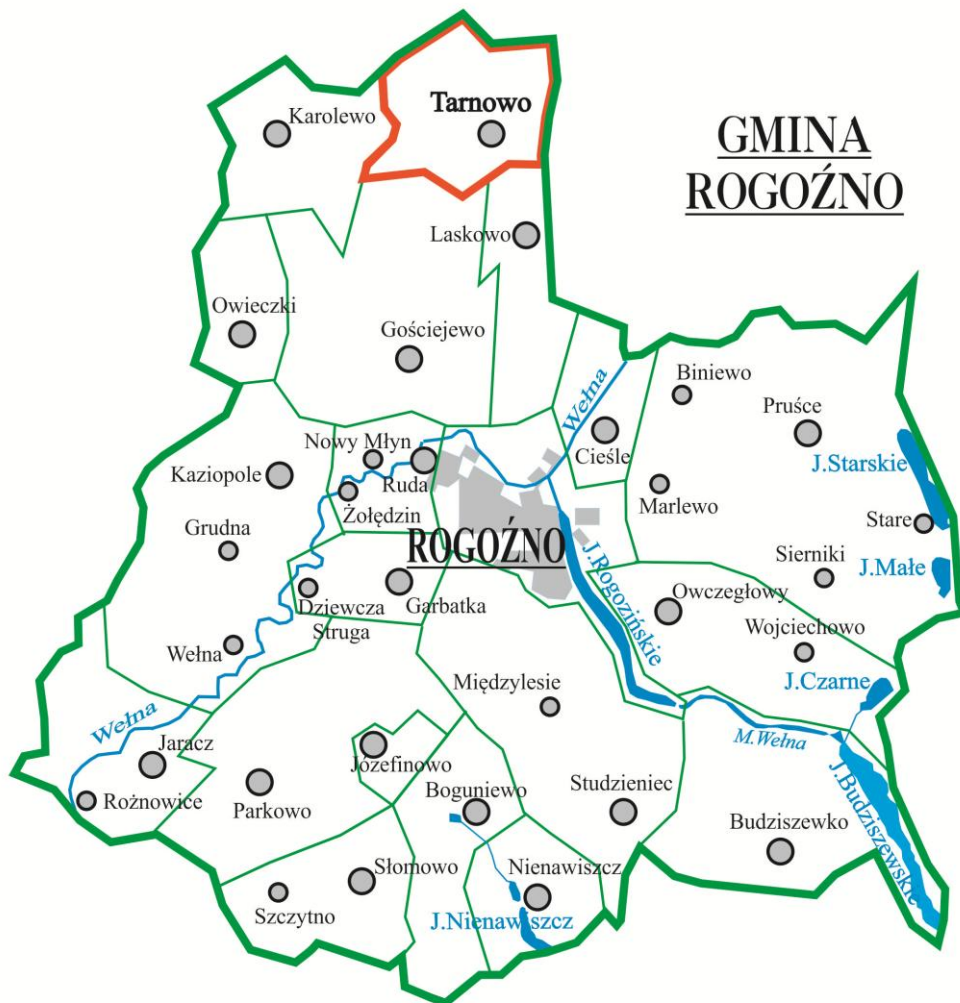 Karolewo
Tarnowo
GMINA
ROGOŹNO
Laskowo
Owieczki
Gościejewo
Wełna
Biniewo
Pruśce
Cieśle
Nowy Młyn
Kaziopole
Ruda
J.Starskie
Żołędzin
Marlewo
Stare
Grudna
ROGOŹNO
J.Rogozińskie
Sierniki
J.Małe
Dziewcza
Struga
Garbatka
Owczegłowy
Wojciechowo
Wełna
Międzylesie
J.Czarne
Wełna
M.Wełna
Jaracz
Józefinowo
Rożnowice
Parkowo
Boguniewo
Studzieniec
J.Budziszewskie
Budziszewko
Słomowo
Nienawiszcz
Szczytno
J.Nienawiszcz